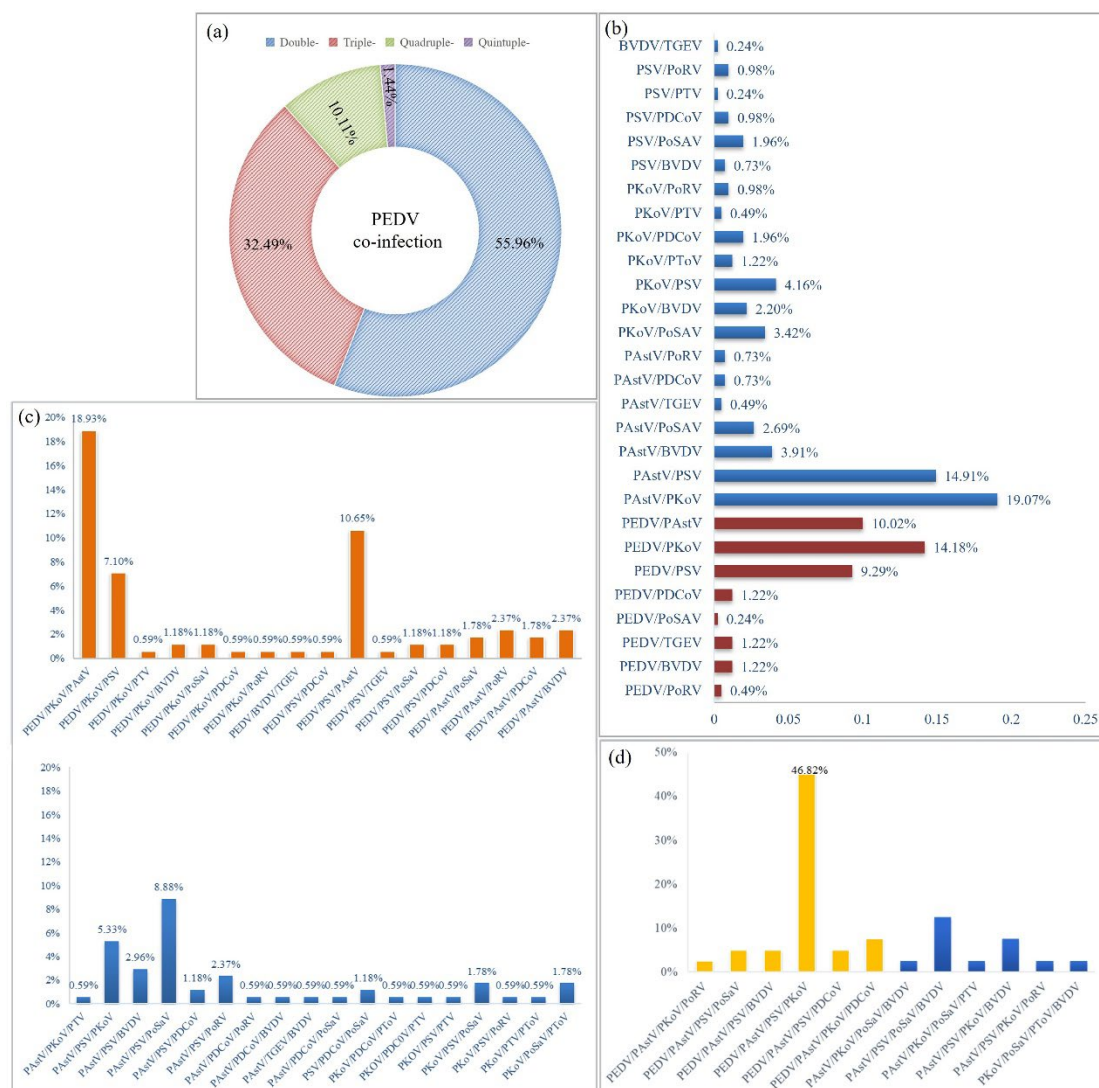 (a)
Double- Triple- Quadruple- Quintuple-
1.44%
10.11%
32.49%
55.96%
PEDV
co-infection
(b)
BVDV/TGEV 0.24%
PSV/PoRV 0.98%
PSV/PTV 0.24%
PSV/PDCoV 0.98%
PSV/PoSAV 1.96%
PSV/BVDV 0.73%
PKoV/PoRV 0.98%
PKoV/PTV 0.49%
PKoV/PDCoV 1.96%
PKoV/PToV 1.22%
PKoV/PSV 4.16%
PKoV/BVDV 2.20%
PKoV/PoSAV 3.42%
PAstV/PoRV 0.73%
PAstV/PDCoV 0.73%
PAstV/TGEV 0.49%
PAstV/PoSAV 2.69%
PAstV/BVDV 3.91%
PAstV/PSV 14.91%
PAstV/PKoV 19.07%
PEDV/PAstV 10.02%
PEDV/PKoV 14.18%
PEDV/PSV 9.29%
PEDV/PDCoV 1.22%
PEDV/PoSAV 0.24%
PEDV/TGEV 1.22%
PEDV/BVDV 1.22%
PEDV/PoRV 0.49%
0 0.05 0.1 0.15 0.2 0.25
(c)
20%
18%
16%
14%
12%
10%
8%
6%
4%
2%
0%
18.93%
7.10%
0.59%
1.18%
1.18%
0.59%
0.59%
0.59%
0.59%
10.65%
0.59%
1.18%
1.18%
1.78%
2.37%
1.78%
2.37%
PEDV/PKoV/PAstV
PEDV/PKoV/PSV
PEDV/PKoV/PTV
PEDV/PKoV/BVDV
PEDV/PKoV/PoSaV
PEDV/PKoV/PDCoV
PEDV/PKoV/PoRV
PEDV/BVDV/TGEV
PEDV/PSV/PDCoV
PEDV/PSV/PAstV
PEDV/PSV/TGEV
PEDV/PSV/PoSaV
PEDV/PSV/PDCoV
PEDV/PAstV/PoSaV
PEDV/PAstV/PoRV
PEDV/PAstV/PDCoV
PEDV/PAstV/BVDV
20%
18%
16%
14%
12%
10%
8%
6%
4%
2%
0%
0.59%
5.33%
2.96%
8.88%
1.18%
2.37%
0.59%
0.59%
0.59%
0.59%
1.18%
0.59%
0.59%
0.59%
1.78%
0.59%
0.59%
1.78%
PAstV/PKoV/PTV
PAstV/PSV/PKoV
PAstV/PSV/BVDV
PAstV/PSV/PoSaV
PAstV/PSV/PDCoV
PAstV/PSV/PoRV
PAstV/PDCoV/PoRV
PAstV/PDCoV/BVDV
PAstV/TGEV/BVDV
PAstV/PDCoV/PoSaV
PSV/PDCoV/PoSaV
PKoV/PDCoV/PToV
PKOV/PDC0V/PTV
PKOV/PSV/PTV
PKoV/PSV/PoSaV
PKoV/PSV/PoRV
PKoV/PTV/PToV
PKoV/PoSaV/PToV
(d)
50%
40%
30%
20%
10%
0%
46.82%
PEDV/PAstV/PKoV/PoRV
PEDV/PAstV/PSV/PoSaV
PEDV/PAstV/PSV/BVDV
PEDV/PAstV/PSV/PKoV
PEDV/PAstV/PSV/PDCoV
PEDV/PAstV/PKoV/PDCoV
PAstV/PKoV/PoSaV/BVDV
PAstV/PSV/PoSaV/BVDV
PAstV/PKoV/PoSaV/PTV
PAstV/PSV/PKoV/BVDV
PAstV/PSV/PKoV/PoRV
PKoV/PoSaV/PToV/BVDV